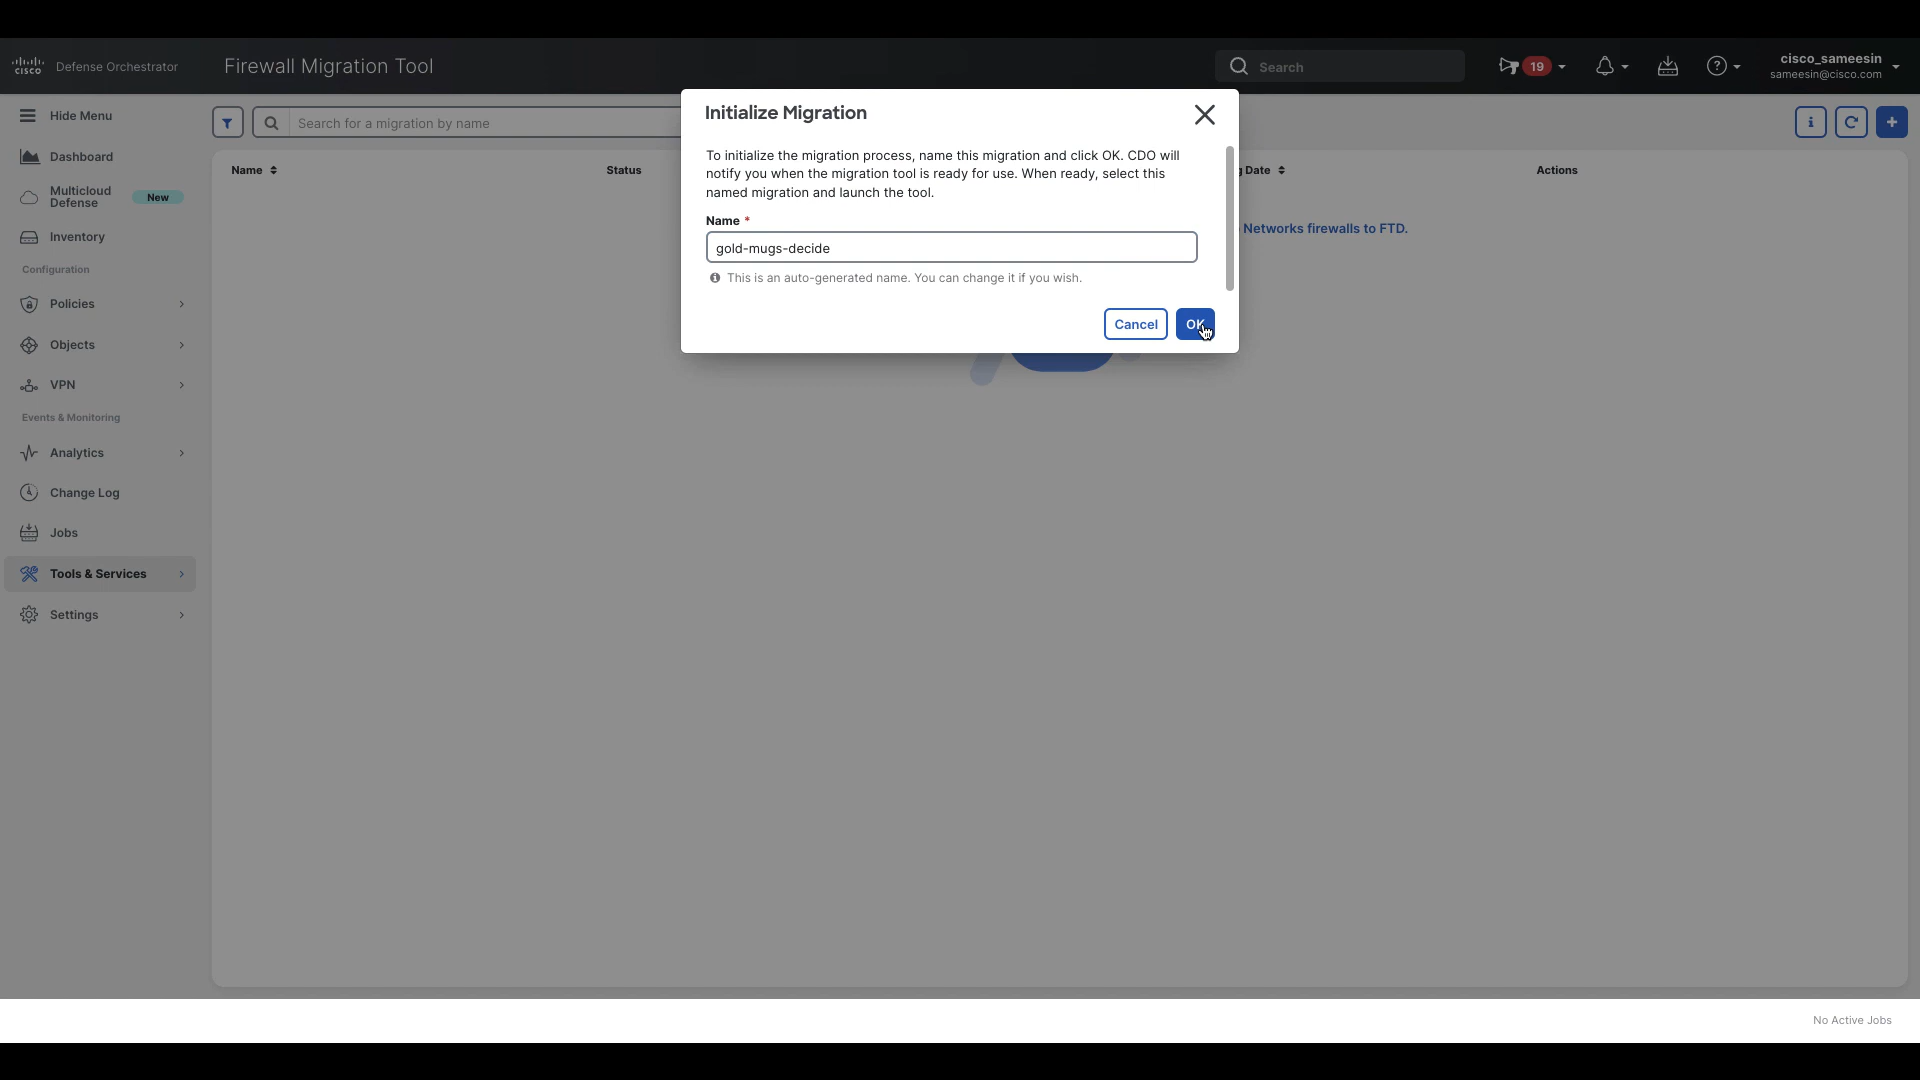 CISCO
Defense Orchestrator
Firewall Migration Tool
Search
19
?
cisco_sameesin
sameesin@cisco.com
Hide Menu
Dashboard
Multicloud
Defense
New
Inventory
Configuration
Policies
Objects
VPN
Events & Monitoring
Analytics
Change Log
Jobs
Tools & Services
Settings
Search for a migration by name
Name
Status
Date
Actions
Networks firewalls to FTD.
Initialize Migration
To initialize the migration process, name this migration and click OK. CDO will
notify you when the migration tool is ready for use. When ready, select this
named migration and launch the tool.
Name *
gold-mugs-decide
This is an auto-generated name. You can change it if you wish.
Cancel
OK
No Active Jobs